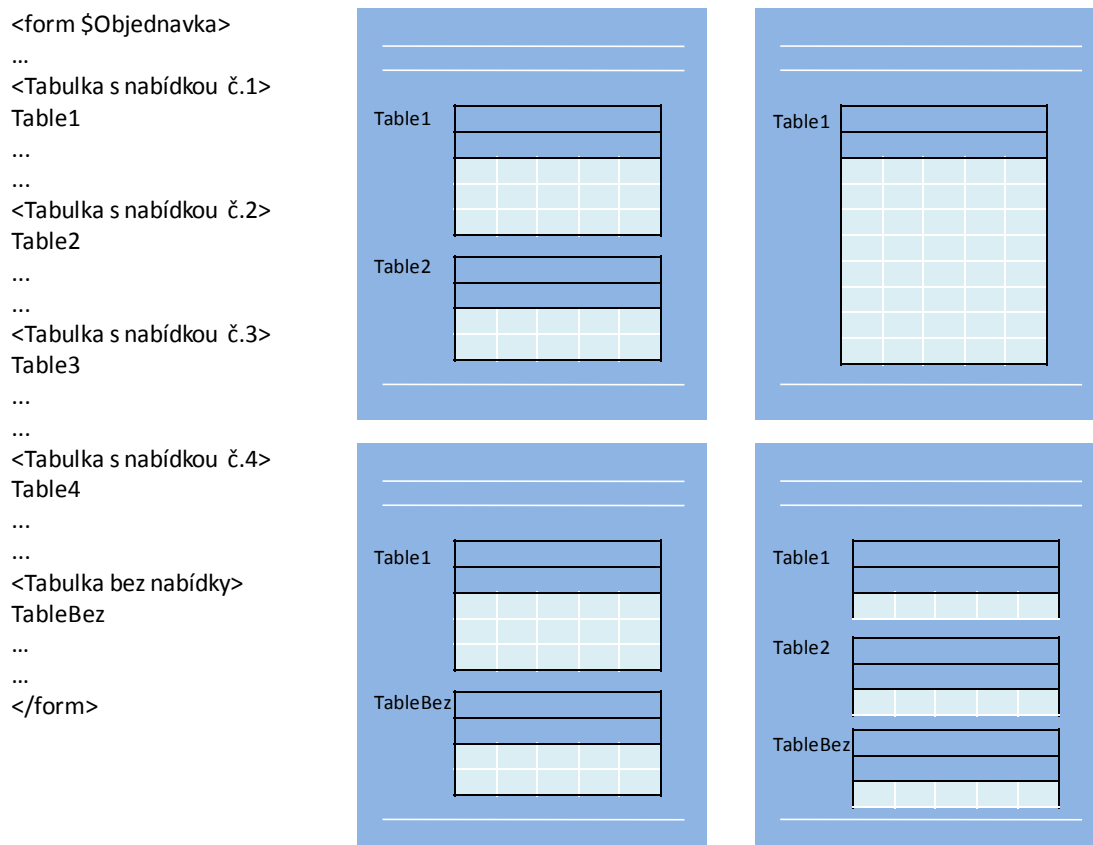 <form $Objednavka>
...
<Tabulka s nabídkou č.1>
Table1
...
...
<Tabulka s nabídkou č.2>
Table2
...
...
<Tabulka s nabídkou č.3>
Table3
...
...
<Tabulka s nabídkou č.4>
Table4
...
...
<Tabulka bez nabídky>
TableBez
...
...
</form>
Table1
Table2
Table1
Table1
TableBez
Table1
Table2
TableBez